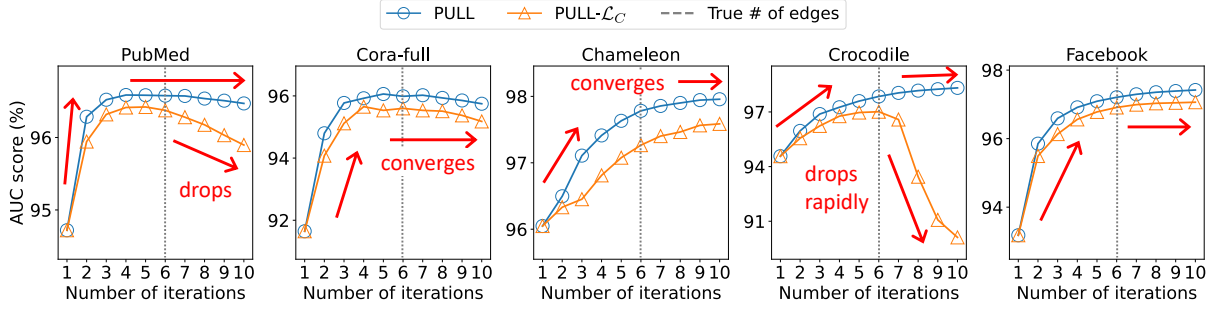 PULL PULL-ℒ_C True # of edges
PubMed Cora-full Chameleon Crocodile Facebook
AUC score (%)
96
95
drops
1 2 3 4 5 6 7 8 9 10
Number of iterations
96
94
92
converges
1 2 3 4 5 6 7 8 9 10
Number of iterations
98
97
96
converges
1 2 3 4 5 6 7 8 9 10
Number of iterations
97
94
91
drops
rapidly
1 2 3 4 5 6 7 8 9 10
Number of iterations
98
96
94
1 2 3 4 5 6 7 8 9 10
Number of iterations